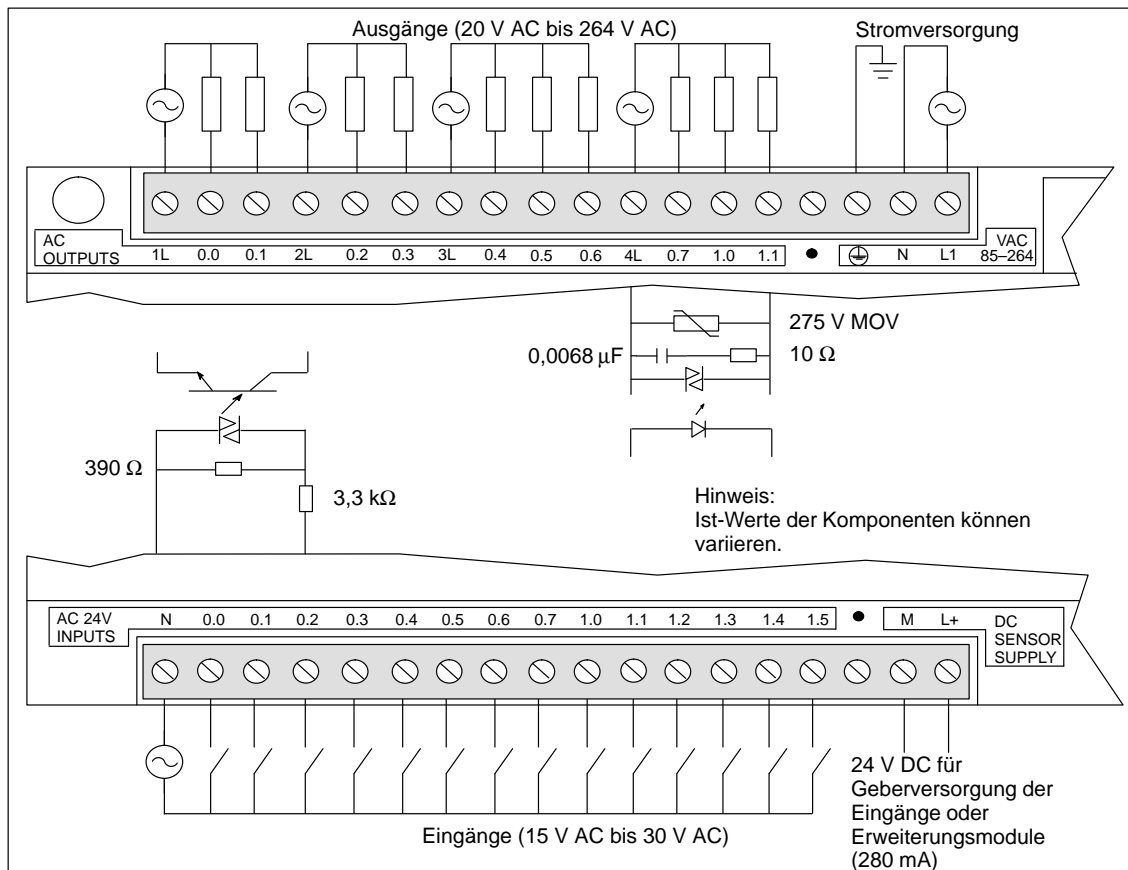 Ausgänge (20 V AC bis 264 V AC)
Stromversorgung
AC
OUTPUTS
1L 0.0 0.1 2L 0.2 0.3 3L 0.4 0.5 0.6 4L 0.7 1.0 1.1 N L1
VAC
85–264
275 V MOV
0,0068 µF
10 Ω
390 Ω
3,3 kΩ
Hinweis:
Ist-Werte der Komponenten können
variieren.
AC 24V
INPUTS
N 0.0 0.1 0.2 0.3 0.4 0.5 0.6 0.7 1.0 1.1 1.2 1.3 1.4 1.5 M L+
DC
SENSOR
SUPPLY
Eingänge (15 V AC bis 30 V AC)
24 V DC für
Geberversorgung der
Eingänge oder
Erweiterungsmodule
(280 mA)